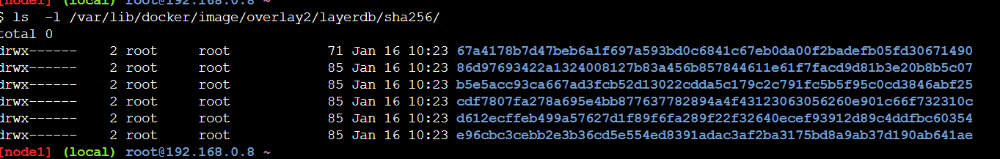 [node1] (local) root@192.168.0.8 ~
$ ls  -l /var/lib/docker/image/overlay2/layerdb/sha256/
total 0
drwx------    2 root     root            71 Jan 16 10:23 67a4178b7d47beb6a1f697a593bd0c6841c67eb0da00f2badefb05fd30671490
drwx------    2 root     root            85 Jan 16 10:23 86d97693422a1324008127b83a456b857844611e61f7facd9d81b3e20b8b5c07
drwx------    2 root     root            85 Jan 16 10:23 b5e5acc93ca667ad3fcb52d13022cdda5c179c2c791fc5b5f95c0cd3846abf25
drwx------    2 root     root            85 Jan 16 10:23 cdf7807fa278a695e4bb877637782894a4f43123063056260e901c66f732310c
drwx------    2 root     root            85 Jan 16 10:23 d612ecffeb499a57627d1f89f6fa289f22f32640ecef93912d89c4ddfbc60354
drwx------    2 root     root            85 Jan 16 10:23 e96cbc3cebb2e3b36cd5e554ed8391adac3af2ba3175bd8a9ab37d190ab641ae
[node1] (local) root@192.168.0.8 ~